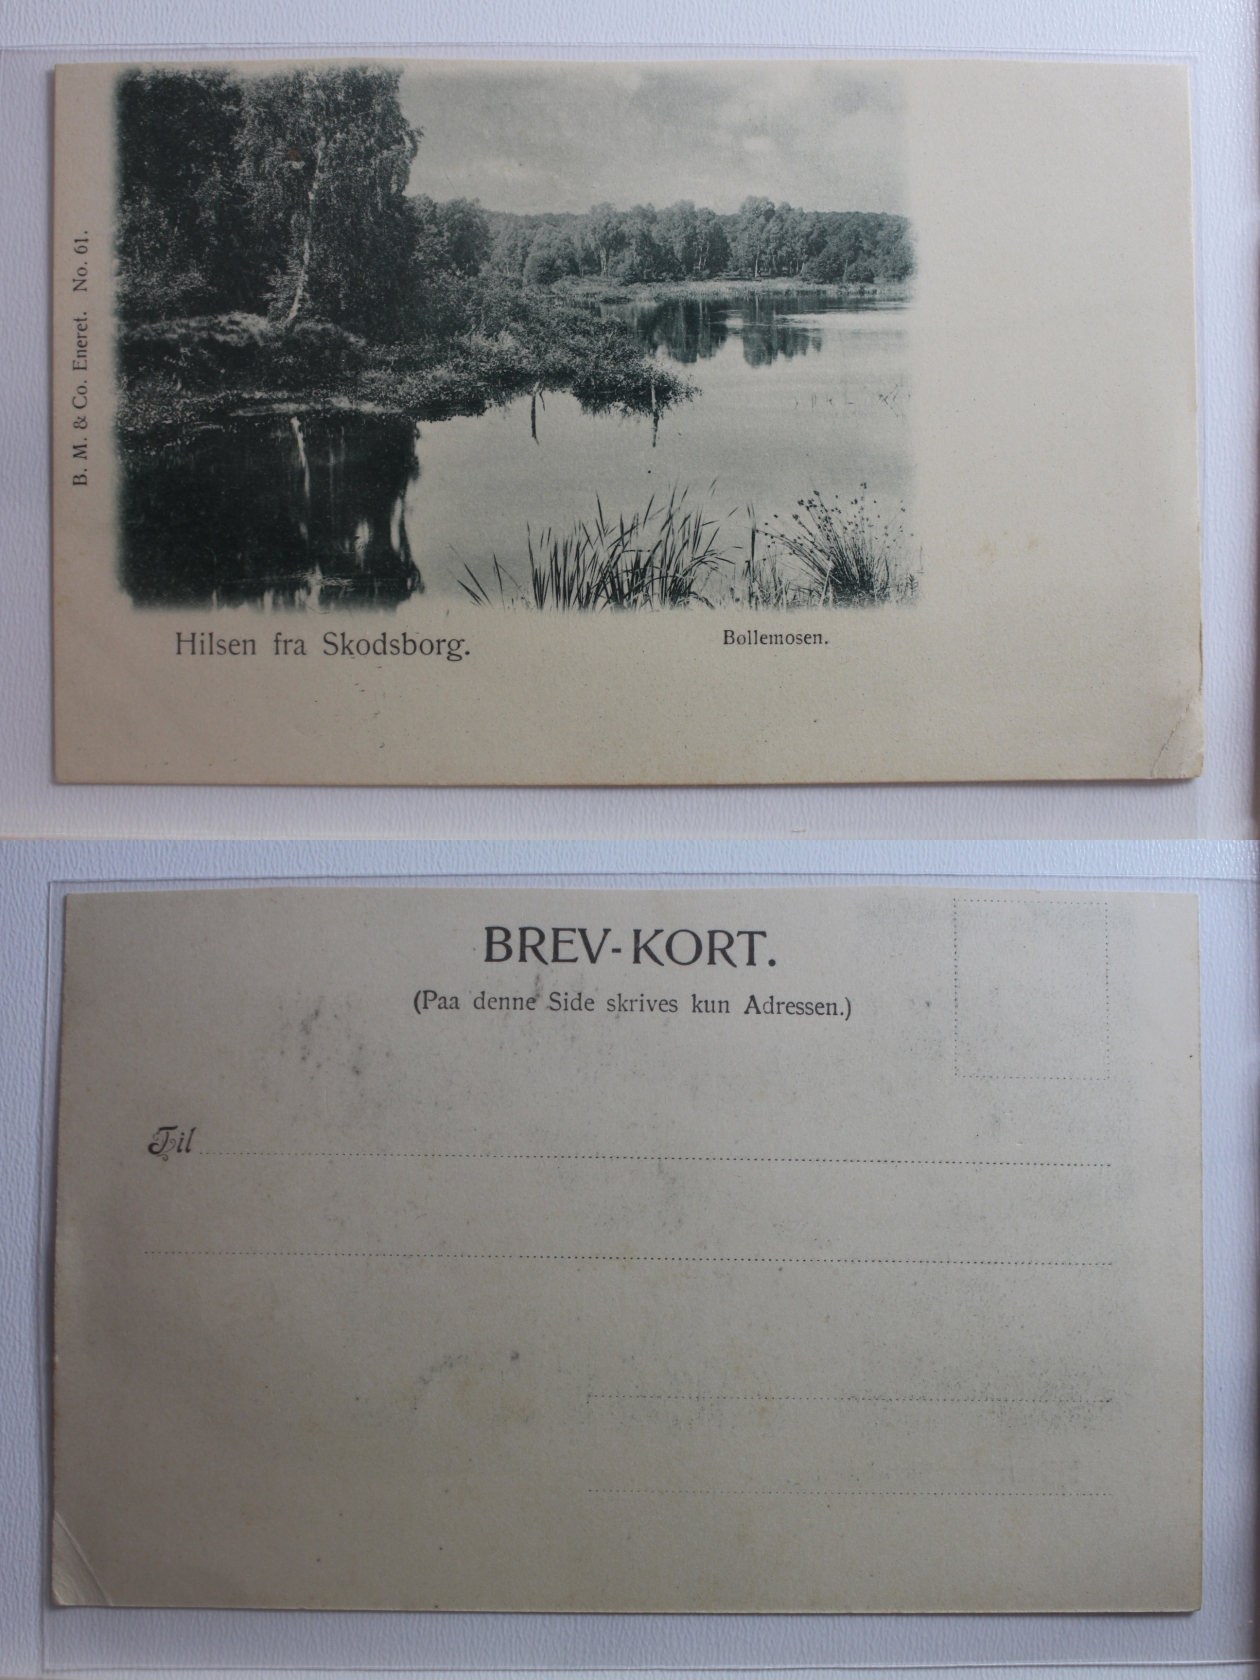 B. M. & Co. Eneret. No. 61.
Hilsen fra Skodsborg.
Bøllemosen.
BREV-KORT.
(Paa denne Side skrives kun Adressen.)
Til